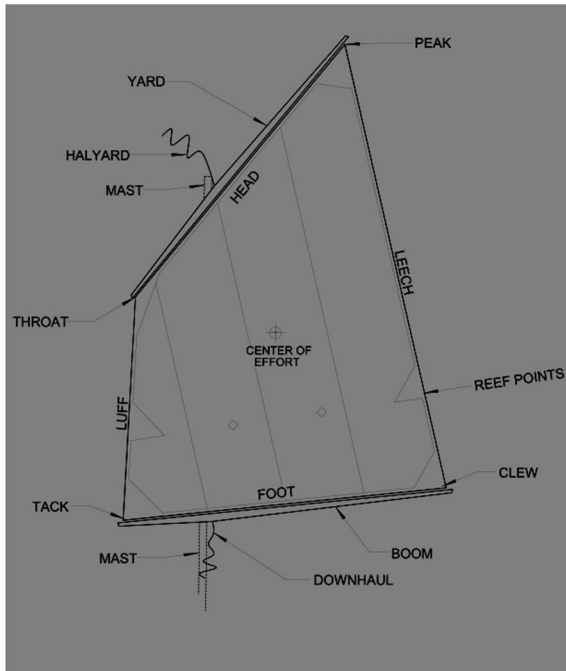 PEAK
YARD
HALYARD
MAST
HEAD
LEECH
THROAT
CENTER OF
EFFORT
REEF POINTS
LUFF
CLEW
FOOT
TACK
MAST
BOOM
DOWNHAUL